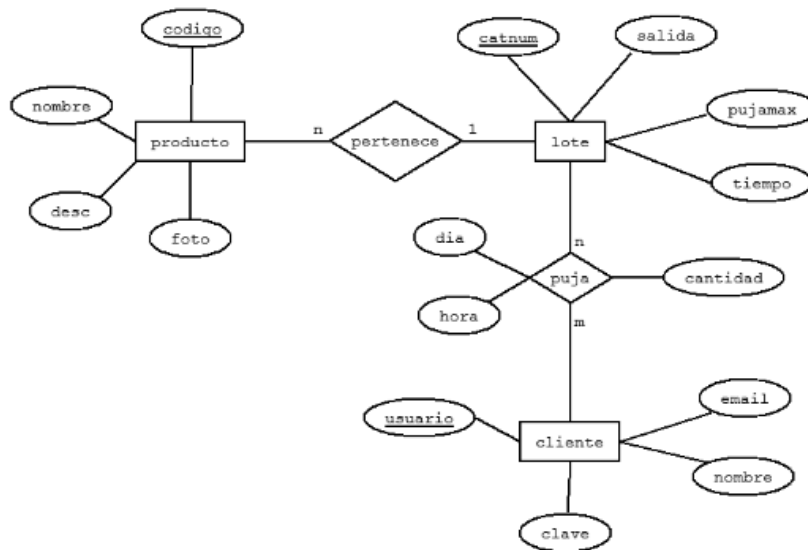 codigo
catnum
salida
nombre
producto
n
pertenece
1
lote
pujamax
tiempo
desc
foto
dia
n
puja
cantidad
hora
m
usuario
cliente
email
nombre
clave